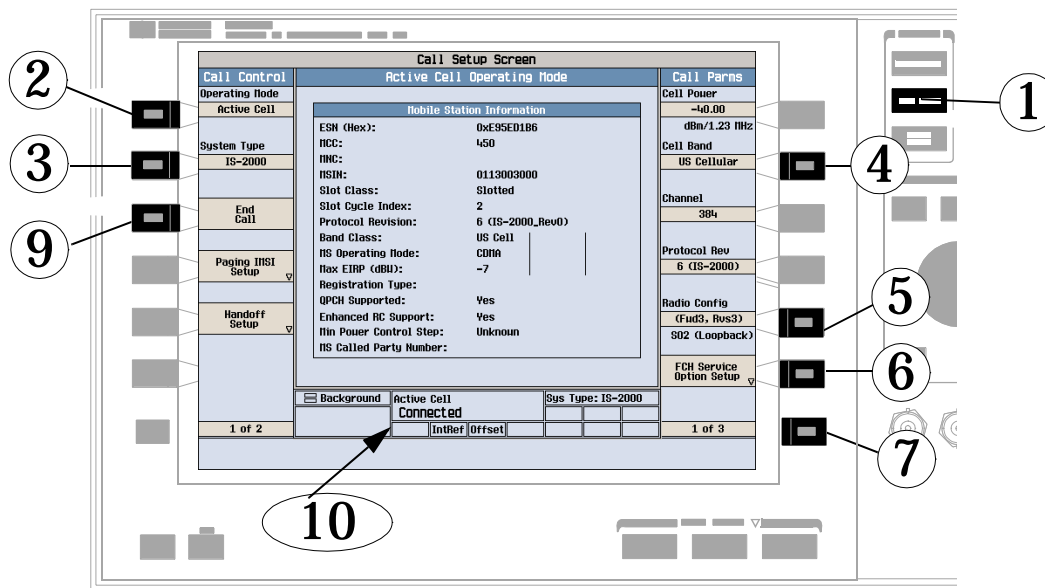 Call Setup Screen
Call Control
Active Cell Operating Mode
Call Parms
Operating Mode
Active Cell
System Type
IS-2000
End
Call
Paging IMSI
Setup
Handoff
Setup
1 of 2
Mobile Station Information
ESN (Hex): 0xE95ED1B6
MCC: 450
MNC:
MSIN: 0113003000
Slot Class: Slotted
Slot Cycle Index: 2
Protocol Revision: 6 (IS-2000_Rev0)
Band Class: US Cell
MS Operating Mode: CDMA
Max EIRP (dBW): -7
Registration Type:
QPCH Supported: Yes
Enhanced RC Support: Yes
Min Power Control Step: Unknown
MS Called Party Number:
Background
Active Cell
Connected
Sys Type: IS-2000
IntRef
Offset
Cell Power
-40.00
dBm/1.23 MHz
Cell Band
US Cellular
Channel
384
Protocol Rev
6 (IS-2000)
Radio Config
(Fwd3, Rvs3)
SO2 (Loopback)
FCH Service
Option Setup
1 of 3
1
2
3
4
9
5
6
7
10